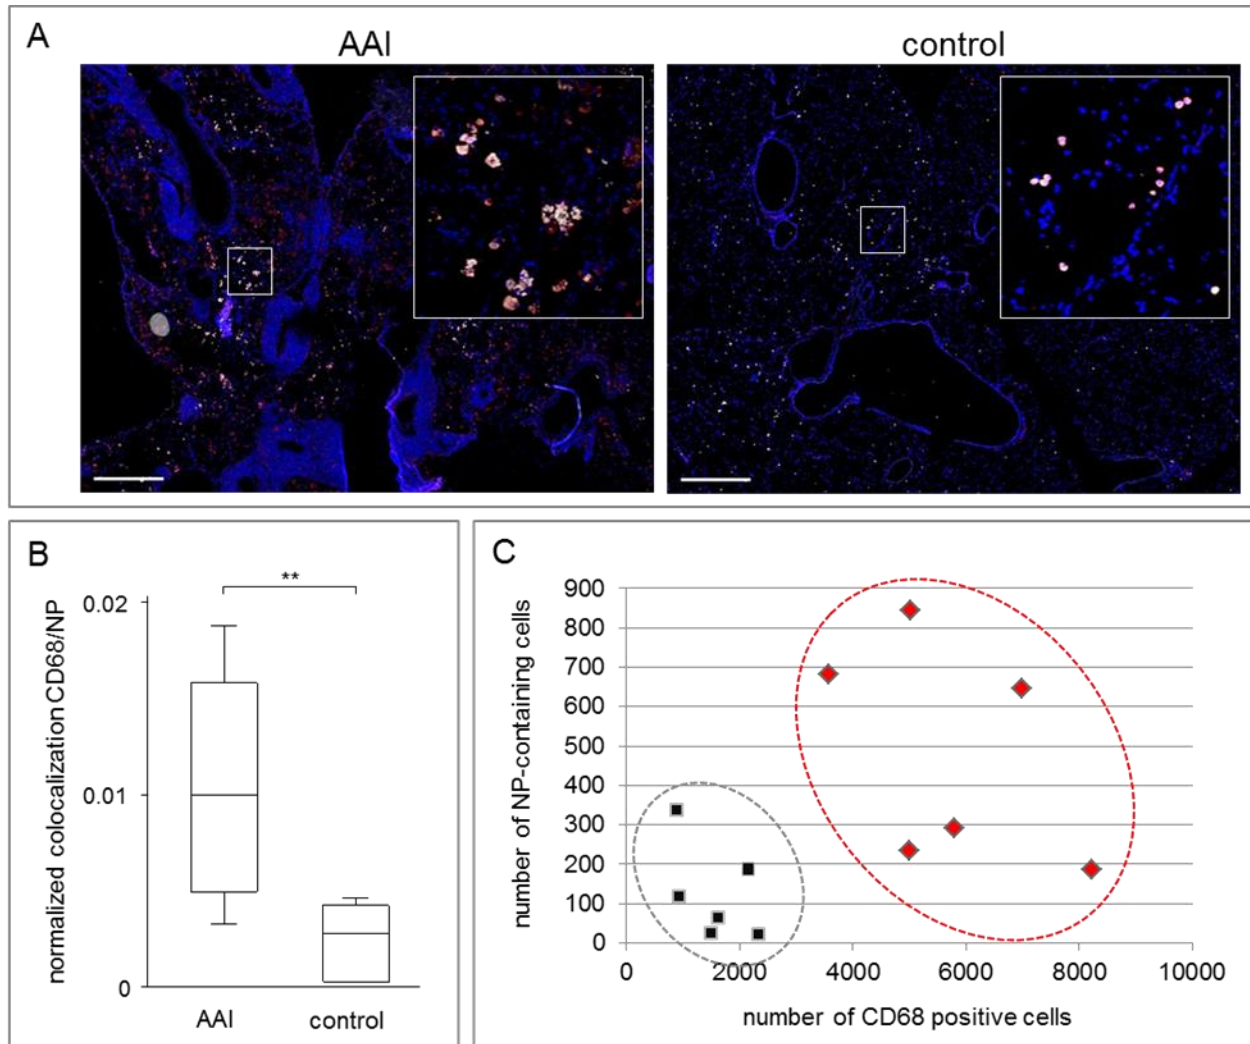 A
AAI
control
B
**
normalized colocalization CD68/NP
0.02
0.01
0
AAI
control
C
number of NP-containing cells
900
800
700
600
500
400
300
200
100
0
0 2000 4000 6000 8000 10000
number of CD68 positive cells